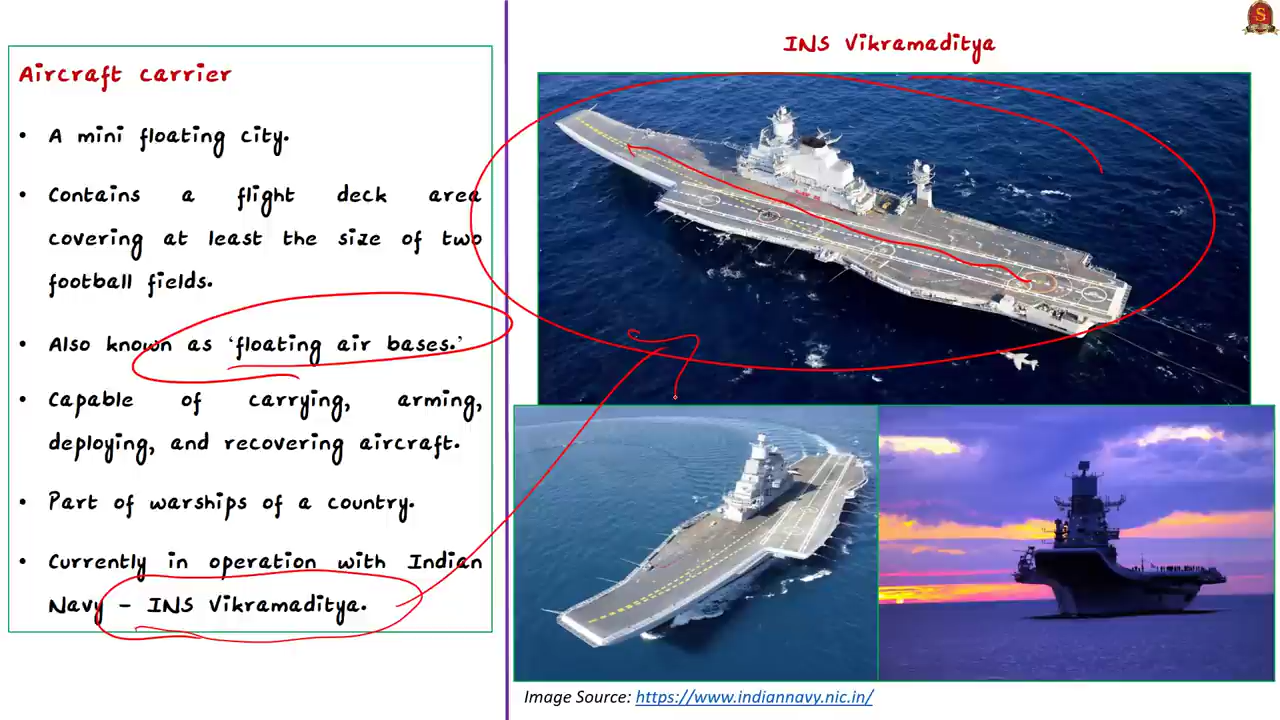 Aircraft carrier
• A mini floating city.
• Contains a flight deck area
covering at least the size of two
football fields.
• Also known as ‘floating air bases.’
• Capable of carrying, arming,
deploying, and recovering aircraft.
• Part of warships of a country.
• Currently in operation with Indian
Navy – INS Vikramaditya.
INS Vikramaditya
Image Source: https://www.indiannavy.nic.in/